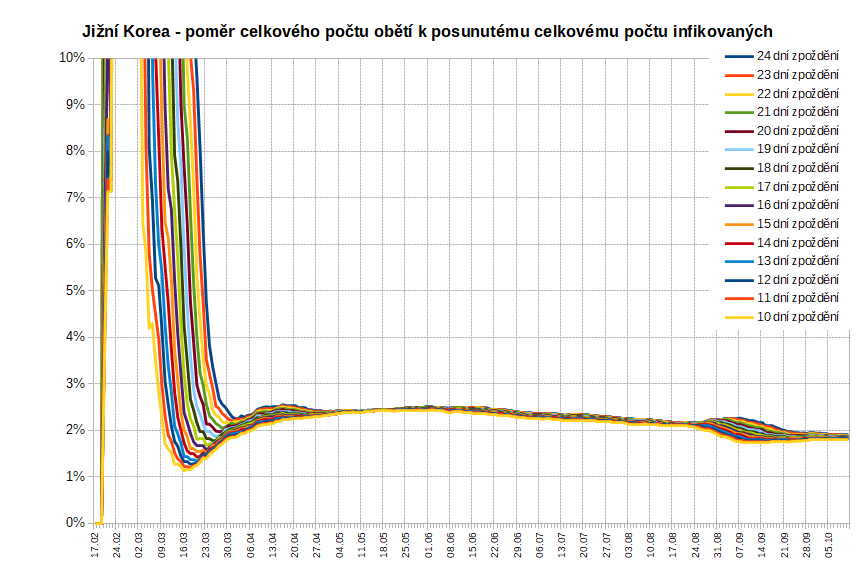 Jižní Korea - poměr celkového počtu obětí k posunutému celkovému počtu infikovaných
10%
9%
8%
7%
6%
5%
4%
3%
2%
1%
0%
24 dní zpoždění
23 dní zpoždění
22 dní zpoždění
21 dní zpoždění
20 dní zpoždění
19 dní zpoždění
18 dní zpoždění
17 dní zpoždění
16 dní zpoždění
15 dní zpoždění
14 dní zpoždění
13 dní zpoždění
12 dní zpoždění
11 dní zpoždění
10 dní zpoždění
17.02
24.02
02.03
09.03
16.03
23.03
30.03
06.04
13.04
20.04
27.04
04.05
11.05
18.05
25.05
01.06
08.06
15.06
22.06
29.06
06.07
13.07
20.07
27.07
03.08
10.08
17.08
24.08
31.08
07.09
14.09
21.09
28.09
05.10